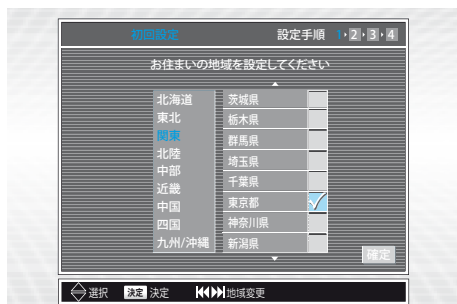 初回設定
設定手順 1・2・3・4
お住まいの地域を設定してください
北海道
東北
関東
北陸
中部
近畿
中国
四国
九州/沖縄
茨城県
栃木県
群馬県
埼玉県
千葉県
東京都
神奈川県
新潟県
確定
選択 決定 決定 地域変更